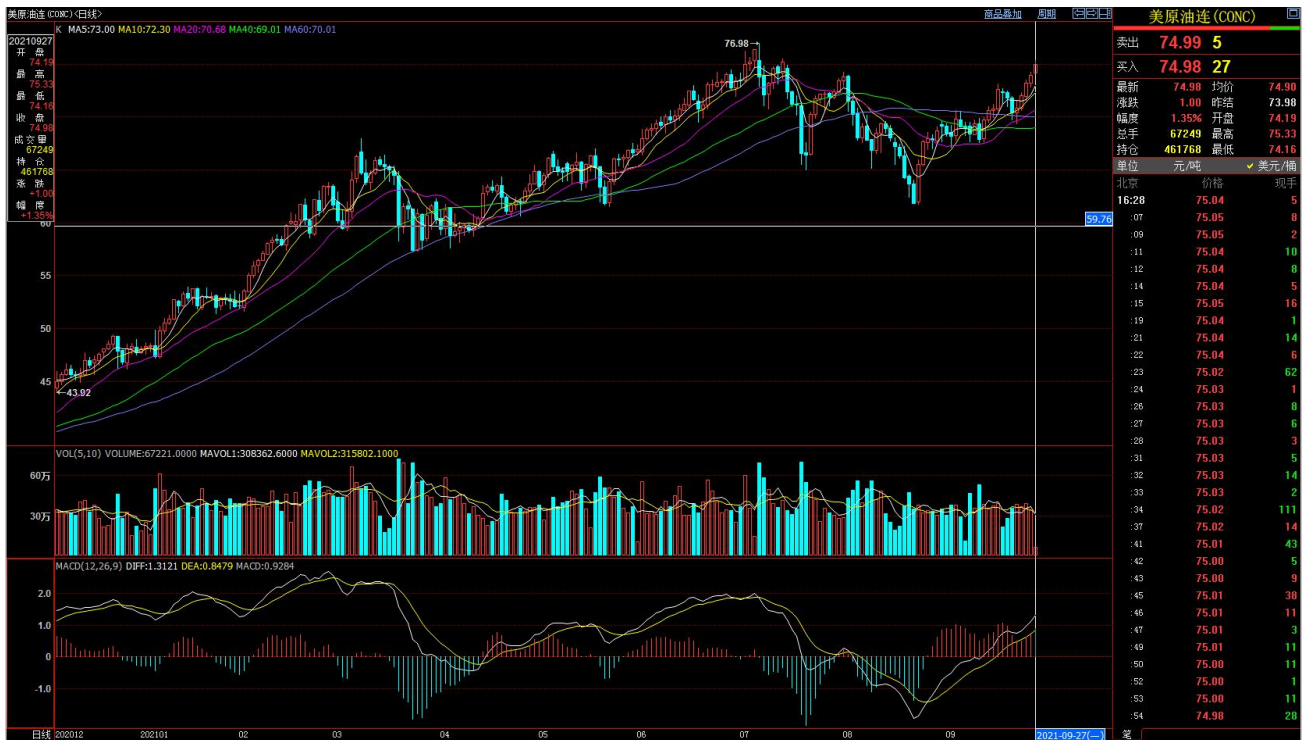 美原油连 (CONC)<日线>
商品叠加 周期
K MA5:73.00 MA10:72.30 MA20:70.68 MA40:69.01 MA60:70.01
20210927
开 盘
74.19
最 高
75.33
最 低
74.16
收 盘
74.98
成交量
67249
持 仓
461768
涨 跌
+1.00
幅 度
+1.35%
76.98→
59.76
60
55
50
45
←43.92
VOL(5,10) VOLUME:67221.0000 MAVOL1:308362.6000 MAVOL2:315802.1000
60万
30万
MACD(12,26,9) DIFF:1.3121 DEA:0.8479 MACD:0.9284
2.0
1.0
0
-1.0
日线 202012 202101 02 03 04 05 06 07 08 09 2021-09-27(一)
美原油连(CONC)
卖出 74.99 5
买入 74.98 27
最新 74.98 均价 74.90
涨跌 1.00 昨结 73.98
幅度 1.35% 开盘 74.19
总手 67249 最高 75.33
持仓 461768 最低 74.16
单位 元/吨 ✓ 美元/桶
北京 价格 现手
16:28 75.04 5
:07 75.05 8
:09 75.05 2
:11 75.04 10
:12 75.04 8
:14 75.04 5
:15 75.05 16
:19 75.04 1
:21 75.04 14
:22 75.04 6
:23 75.02 62
:24 75.03 1
:26 75.03 8
:27 75.03 6
:28 75.03 3
:31 75.03 5
:32 75.03 14
:33 75.03 2
:34 75.02 111
:37 75.02 14
:41 75.01 43
:42 75.00 5
:43 75.00 9
:45 75.01 38
:46 75.01 11
:47 75.01 3
:49 75.01 11
:50 75.00 11
:52 75.00 1
:53 75.00 11
:54 74.98 28
笔